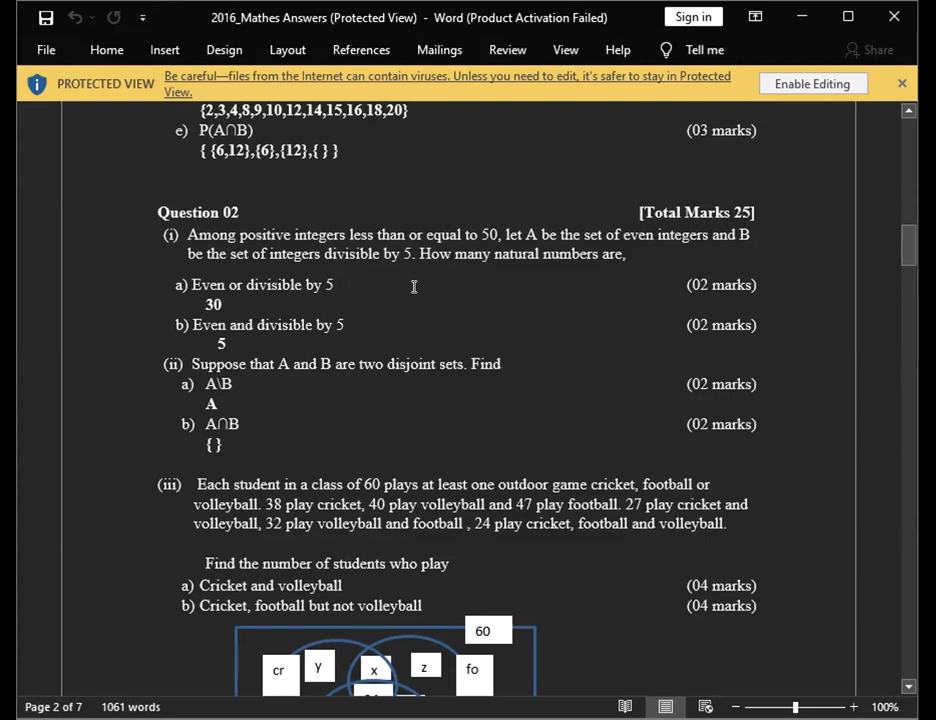 2016_Mathes Answers (Protected View) - Word (Product Activation Failed)
Sign in
File Home Insert Design Layout References Mailings Review View Help Tell me Share
PROTECTED VIEW Be careful—files from the Internet can contain viruses. Unless you need to edit, it's safer to stay in Protected
View.
Enable Editing
{2,3,4,8,9,10,12,14,15,16,18,20}
e) P(A∩B) (03 marks)
{ {6,12},{6},{12},{ } }
Question 02 [Total Marks 25]
(i) Among positive integers less than or equal to 50, let A be the set of even integers and B
be the set of integers divisible by 5. How many natural numbers are,
a) Even or divisible by 5 (02 marks)
30
b) Even and divisible by 5 (02 marks)
5
(ii) Suppose that A and B are two disjoint sets. Find
a) A\B (02 marks)
A
b) A∩B (02 marks)
{ }
(iii) Each student in a class of 60 plays at least one outdoor game cricket, football or
volleyball. 38 play cricket, 40 play volleyball and 47 play football. 27 play cricket and
volleyball, 32 play volleyball and football , 24 play cricket, football and volleyball.
Find the number of students who play
a) Cricket and volleyball (04 marks)
b) Cricket, football but not volleyball (04 marks)
60
cr y x z fo
Page 2 of 7 1061 words 100%